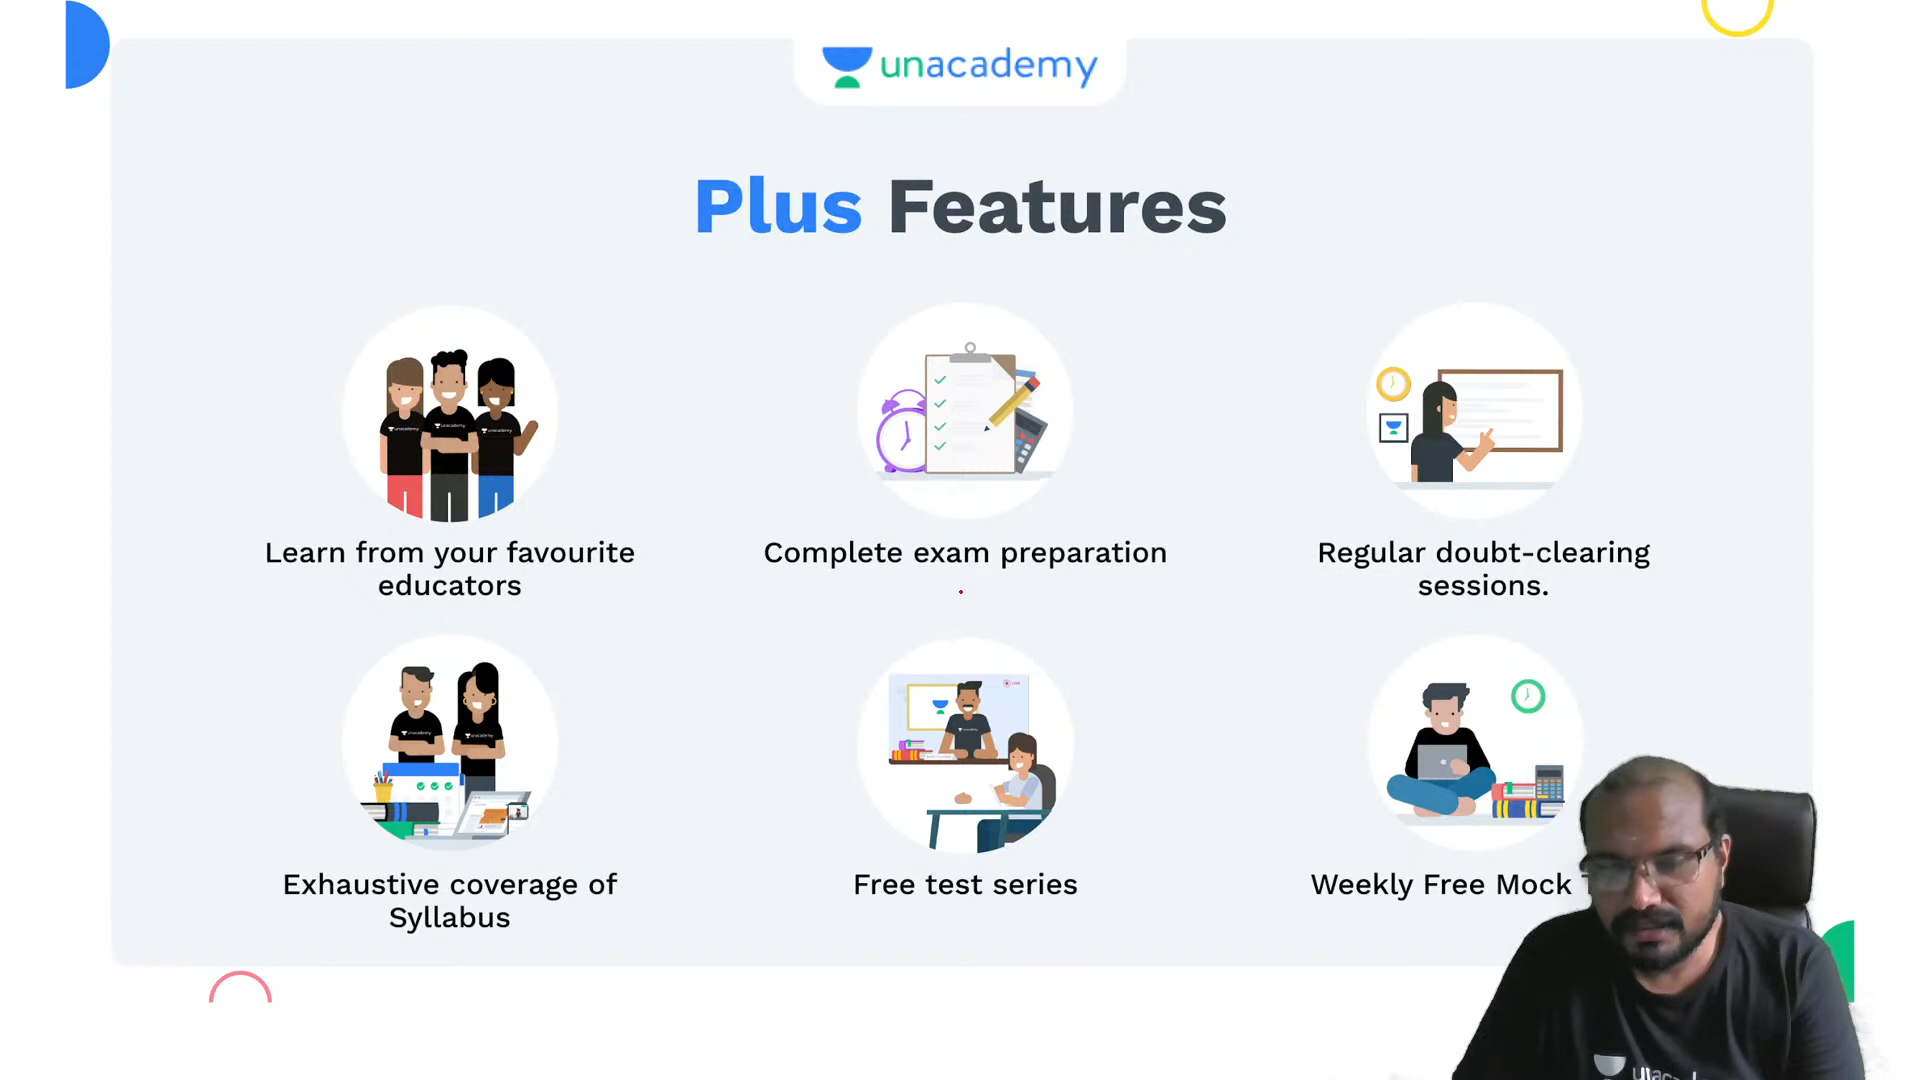 unacademy
Plus Features
Learn from your favourite
educators
Complete exam preparation
Regular doubt-clearing
sessions.
Exhaustive coverage of
Syllabus
Free test series
Weekly Free Mock